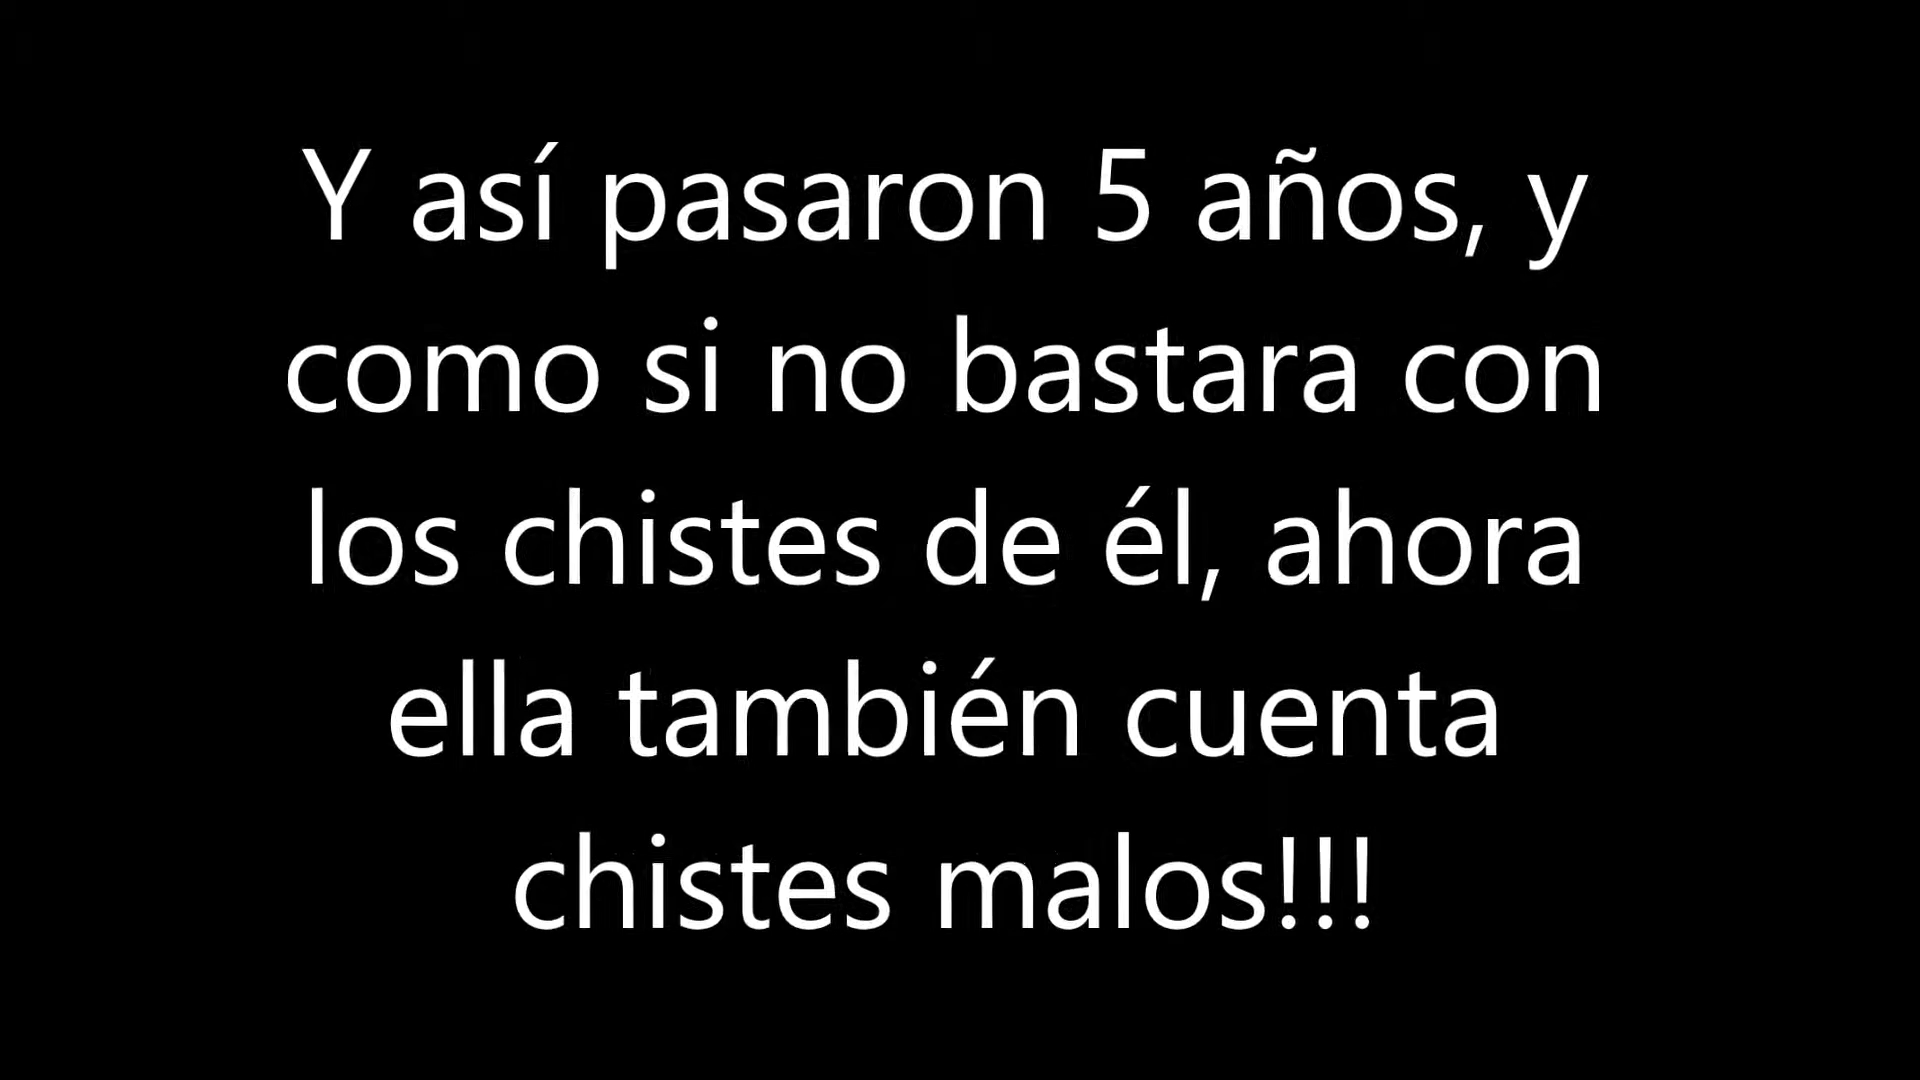 Y así pasaron 5 años, y
como si no bastara con
los chistes de él, ahora
ella también cuenta
chistes malos!!!